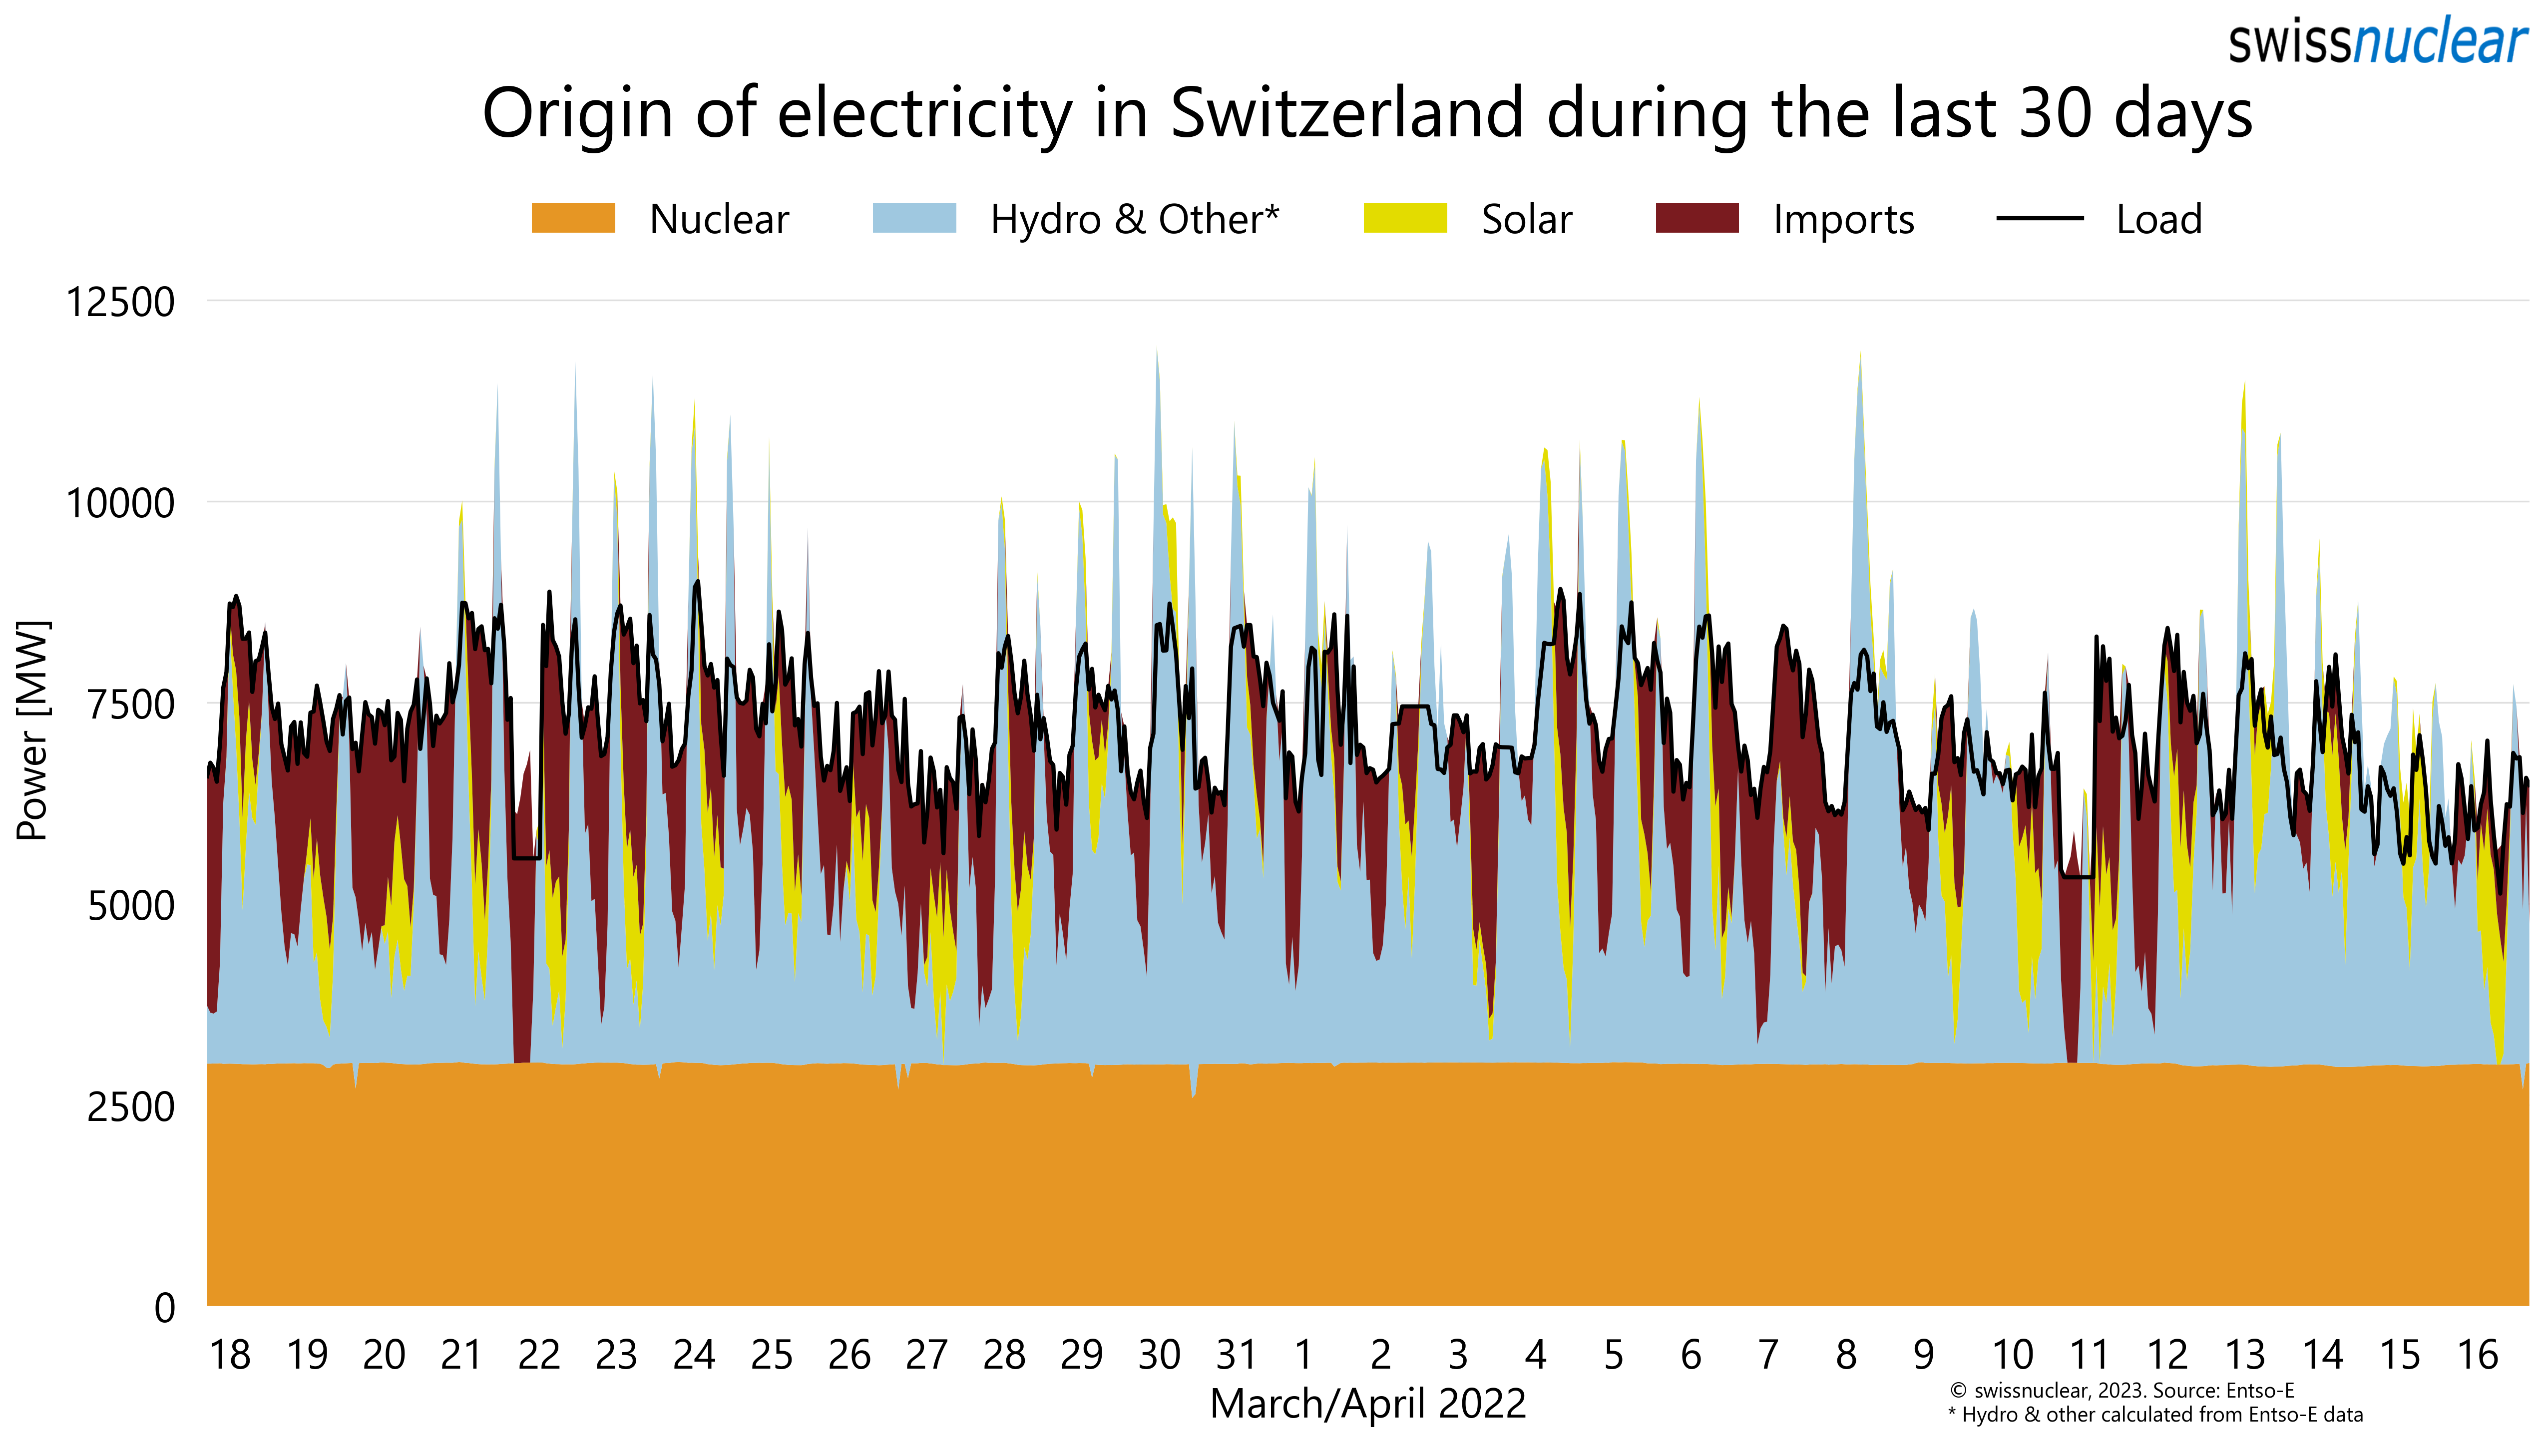 swissnuclear
Origin of electricity in Switzerland during the last 30 days
Nuclear Hydro & Other* Solar Imports Load
12500
10000
7500
5000
2500
0
Power [MW]
18 19 20 21 22 23 24 25 26 27 28 29 30 31 1 2 3 4 5 6 7 8 9 10 11 12 13 14 15 16
March/April 2022
© swissnuclear, 2023. Source: Entso-E
* Hydro & other calculated from Entso-E data